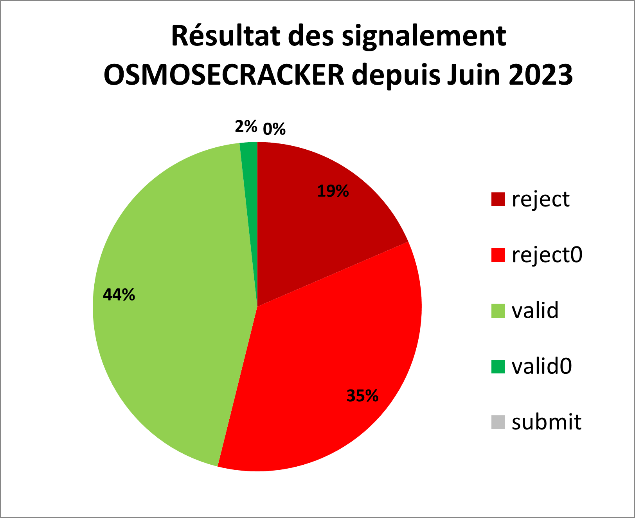 Résultat des signalement
OSMOSECRACKER depuis Juin 2023
2%
0%
19%
44%
35%
reject
reject0
valid
valid0
submit